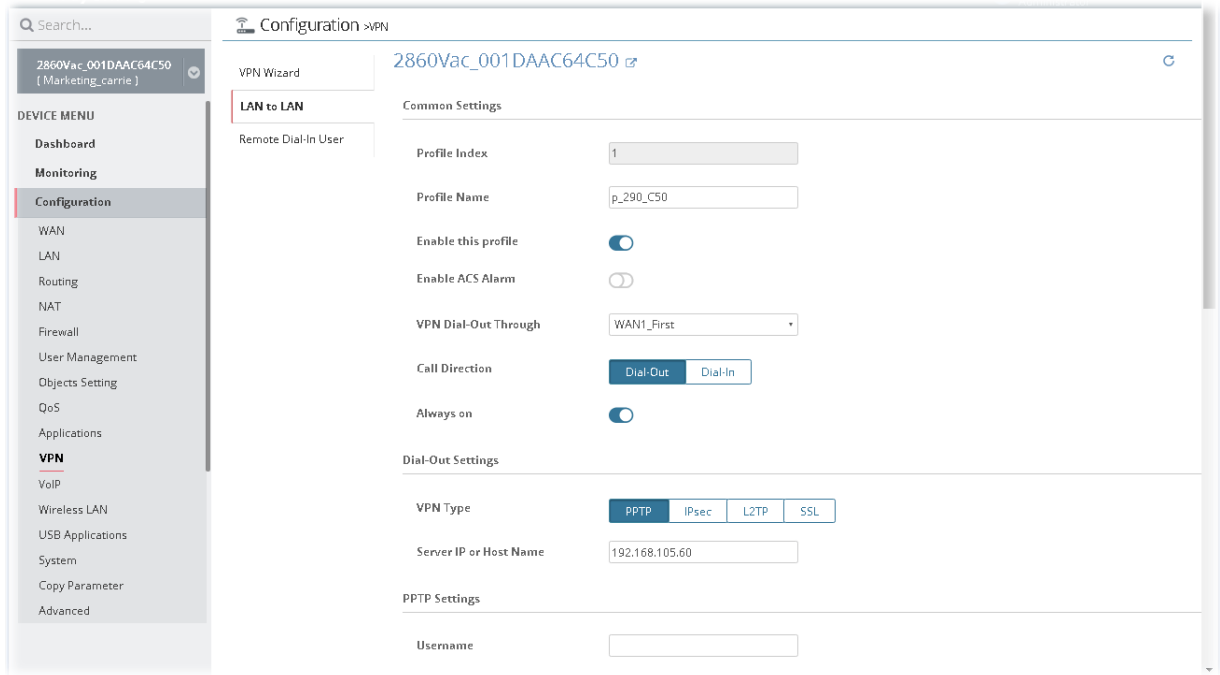 Search...
2860Vac_001DAAC64C50
[ Marketing_carrie ]
DEVICE MENU
Dashboard
Monitoring
Configuration
WAN
LAN
Routing
NAT
Firewall
User Management
Objects Setting
QoS
Applications
VPN
VoIP
Wireless LAN
USB Applications
System
Copy Parameter
Advanced
Configuration >VPN
VPN Wizard
LAN to LAN
Remote Dial-In User
2860Vac_001DAAC64C50
Common Settings
Profile Index 1
Profile Name p_290_C50
Enable this profile
Enable ACS Alarm
VPN Dial-Out Through WAN1_First
Call Direction Dial-Out Dial-In
Always on
Dial-Out Settings
VPN Type PPTP IPsec L2TP SSL
Server IP or Host Name 192.168.105.60
PPTP Settings
Username